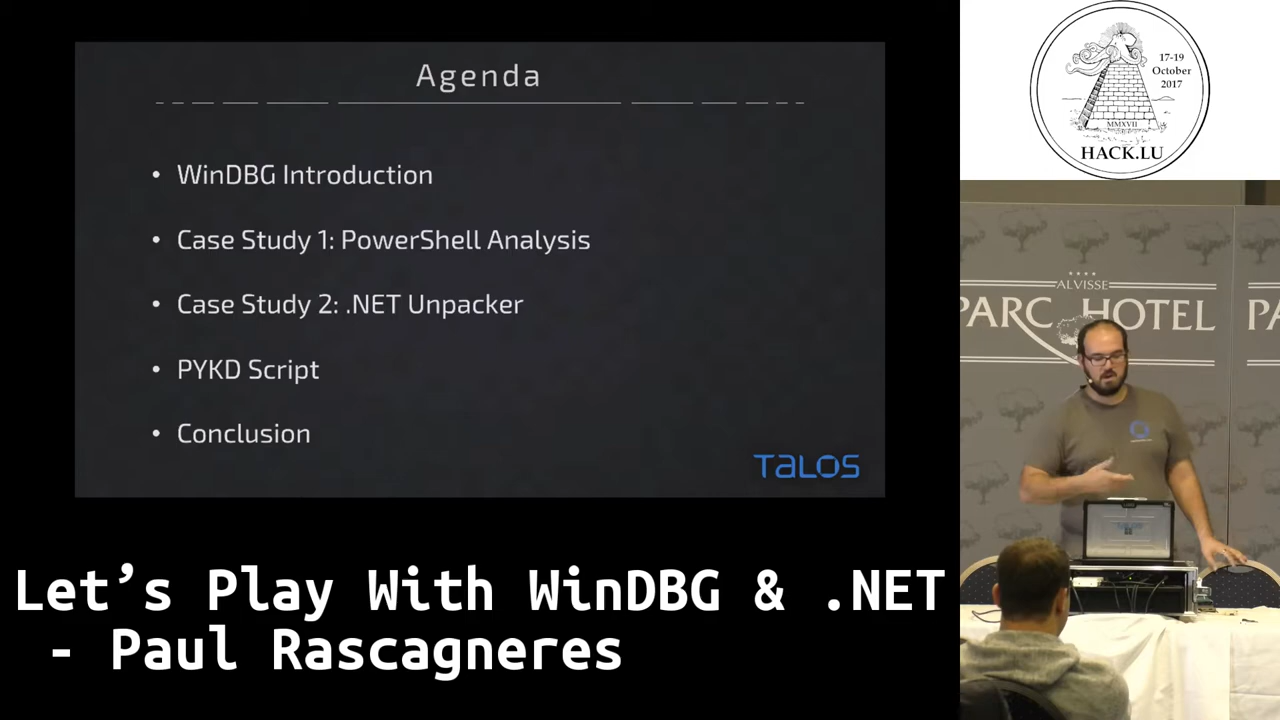 Agenda
• WinDBG Introduction
• Case Study 1: PowerShell Analysis
• Case Study 2: .NET Unpacker
• PYKD Script
• Conclusion
TALOS
17-19
October
2017
MMXVII
HACK.LU
ALVISSE
PARC HOTEL
PA
Let’s Play With WinDBG & .NET
- Paul Rascagneres